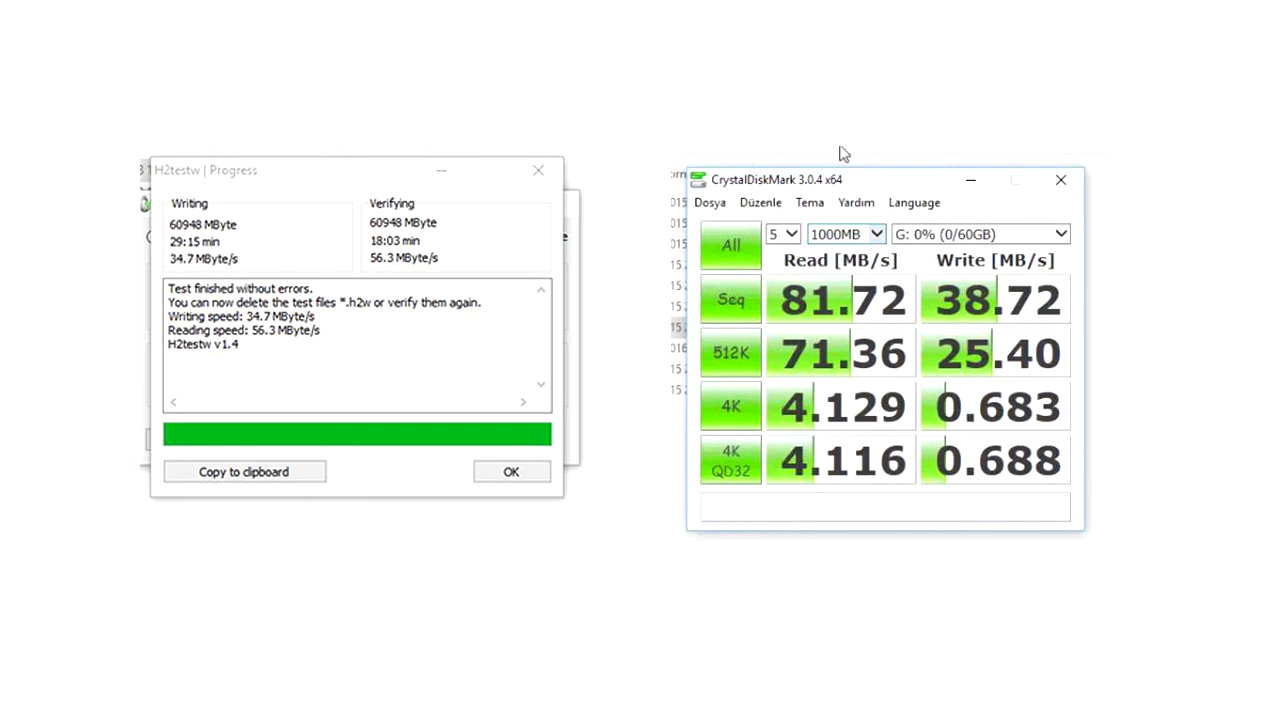 H2testw | Progress
Writing
60948 MByte
29:15 min
34.7 MByte/s
Verifying
60948 MByte
18:03 min
56.3 MByte/s
Test finished without errors.
You can now delete the test files *.h2w or verify them again.
Writing speed: 34.7 MByte/s
Reading speed: 56.3 MByte/s
H2testw v1.4
Copy to clipboard
OK
CrystalDiskMark 3.0.4 x64
Dosya Düzenle Tema Yardım Language
All 5 1000MB G: 0% (0/60GB)
Read [MB/s] Write [MB/s]
Seq 81.72 38.72
512K 71.36 25.40
4K 4.129 0.683
4K QD32 4.116 0.688